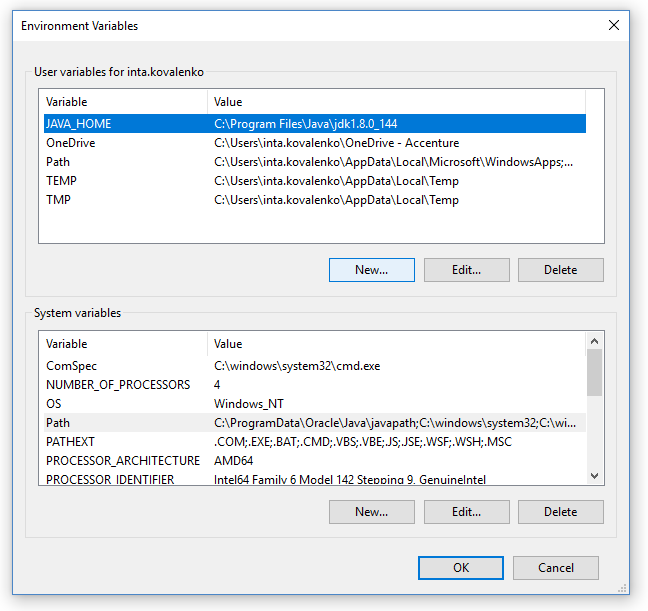 Environment Variables
User variables for inta.kovalenko
Variable Value
JAVA_HOME C:\Program Files\Java\jdk1.8.0_144
OneDrive C:\Users\inta.kovalenko\OneDrive - Accenture
Path C:\Users\inta.kovalenko\AppData\Local\Microsoft\WindowsApps;...
TEMP C:\Users\inta.kovalenko\AppData\Local\Temp
TMP C:\Users\inta.kovalenko\AppData\Local\Temp
New... Edit... Delete
System variables
Variable Value
ComSpec C:\windows\system32\cmd.exe
NUMBER_OF_PROCESSORS 4
OS Windows_NT
Path C:\ProgramData\Oracle\Java\javapath;C:\windows\system32;C:\wi...
PATHEXT .COM;.EXE;.BAT;.CMD;.VBS;.VBE;.JS;.JSE;.WSF;.WSH;.MSC
PROCESSOR_ARCHITECTURE AMD64
PROCESSOR_IDENTIFIER Intel64 Family 6 Model 142 Stepping 9, GenuineIntel
New... Edit... Delete
OK Cancel